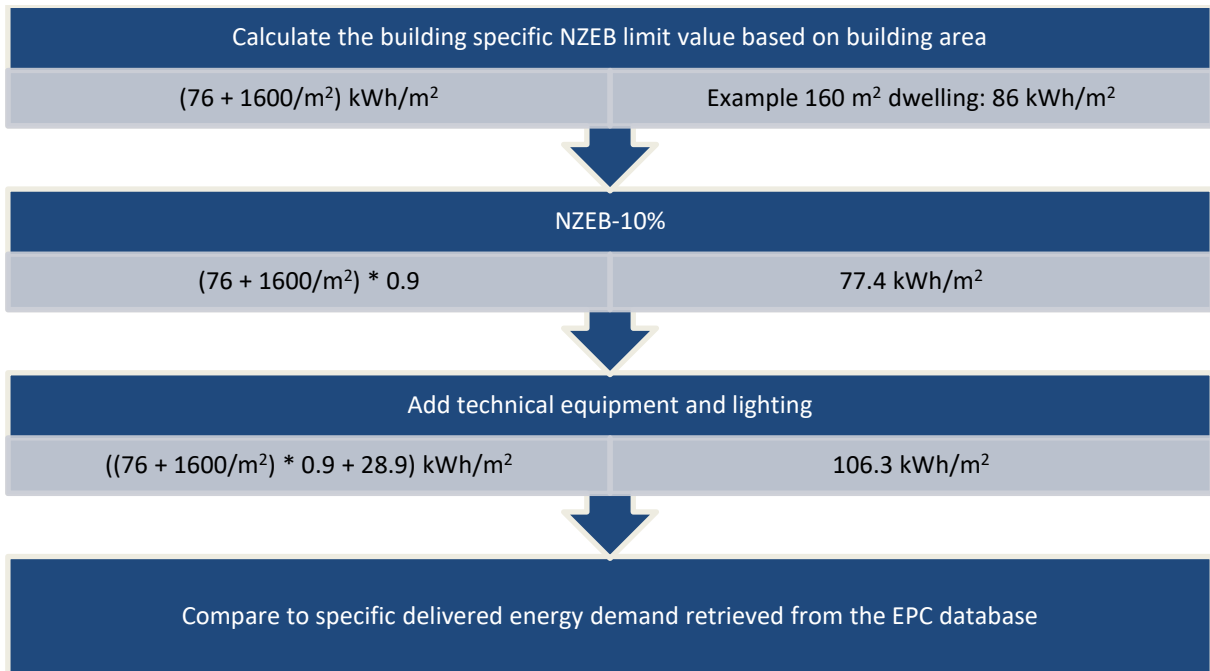 Calculate the building specific NZEB limit value based on building area
(76 + 1600/m²) kWh/m²
Example 160 m² dwelling: 86 kWh/m²
NZEB-10%
(76 + 1600/m²) * 0.9
77.4 kWh/m²
Add technical equipment and lighting
((76 + 1600/m²) * 0.9 + 28.9) kWh/m²
106.3 kWh/m²
Compare to specific delivered energy demand retrieved from the EPC database